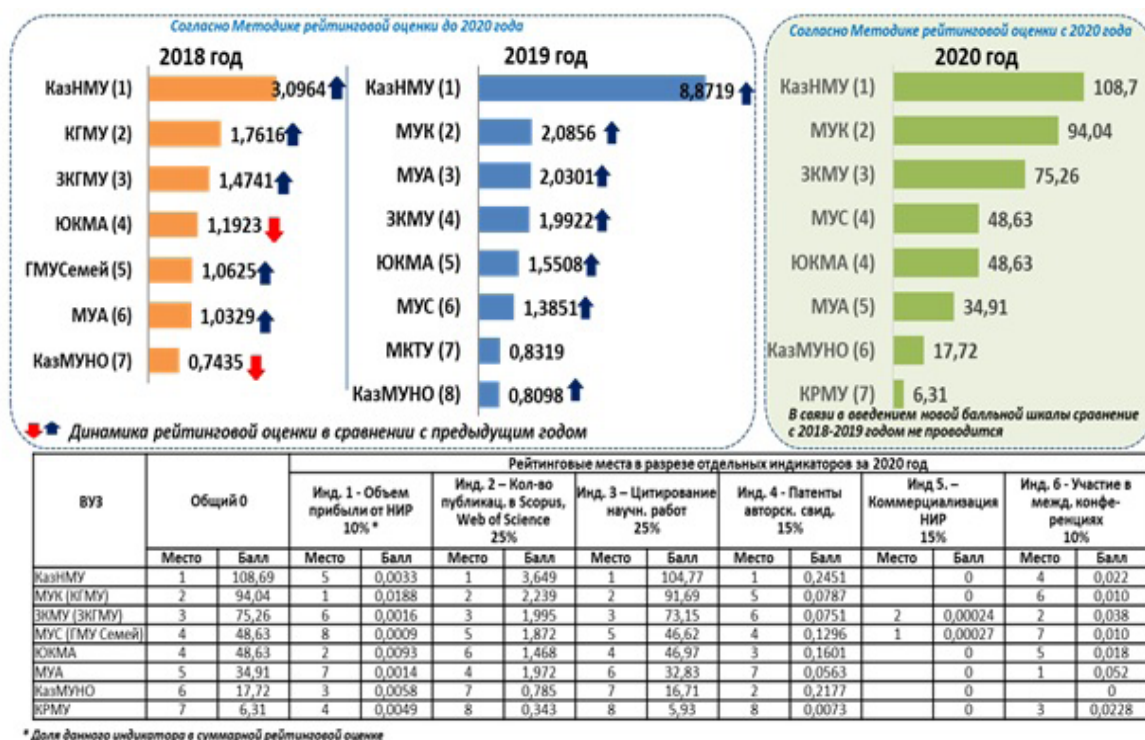 Согласно Методике рейтинговой оценки до 2020 года
2018 год
КазНМУ (1) 3,0964
КГМУ (2) 1,7616
ЗКГМУ (3) 1,4741
ЮКМА (4) 1,1923
ГМУСемей (5) 1,0625
МУА (6) 1,0329
КазМУНО (7) 0,7435
2019 год
КазНМУ (1) 8,8719
МУК (2) 2,0856
МУА (3) 2,0301
ЗКМУ (4) 1,9922
ЮКМА (5) 1,5508
МУС (6) 1,3851
МКТУ (7) 0,8319
КазМУНО (8) 0,8098
Динамика рейтинговой оценки в сравнении с предыдущим годом
Согласно Методике рейтинговой оценки с 2020 года
2020 год
КазНМУ (1) 108,7
МУК (2) 94,04
ЗКМУ (3) 75,26
МУС (4) 48,63
ЮКМА (4) 48,63
МУА (5) 34,91
КазМУНО (6) 17,72
КРМУ (7) 6,31
В связи в введением новой балльной шкалы сравнение
с 2018-2019 годом не проводится
Рейтинговые места в разрезе отдельных индикаторов за 2020 год
ВУЗ
Общий 0
Инд. 1 - Объем
прибыли от НИР
10% *
Инд. 2 – Кол-во
публикац. в Scopus,
Web of Science
25%
Инд. 3 – Цитирование
научн. работ
25%
Инд. 4 - Патенты
авторск. свид.
15%
Инд 5. –
Коммерциализация
НИР
15%
Инд. 6 - Участие в
межд. конфе-
ренциях
10%
Место Балл Место Балл Место Балл Место Балл Место Балл Место Балл Место Балл
КазНМУ 1 108,69 5 0,0033 1 3,649 1 104,77 1 0,2451 0 4 0,022
МУК (КГМУ) 2 94,04 1 0,0188 2 2,239 2 91,69 5 0,0787 0 6 0,010
ЗКМУ (ЗКГМУ) 3 75,26 6 0,0016 3 1,995 3 73,15 6 0,0751 2 0,00024 2 0,038
МУС (ГМУ Семей) 4 48,63 8 0,0009 5 1,872 5 46,62 4 0,1296 1 0,00027 7 0,010
ЮКМА 4 48,63 2 0,0093 6 1,468 4 46,97 3 0,1601 0 5 0,018
МУА 5 34,91 7 0,0014 4 1,972 6 32,83 7 0,0563 0 1 0,052
КазМУНО 6 17,72 3 0,0058 7 0,785 7 16,71 2 0,2177 0 0
КРМУ 7 6,31 4 0,0049 8 0,343 8 5,93 8 0,0073 0 3 0,0228
* Доля данного индикатора в суммарной рейтинговой оценке